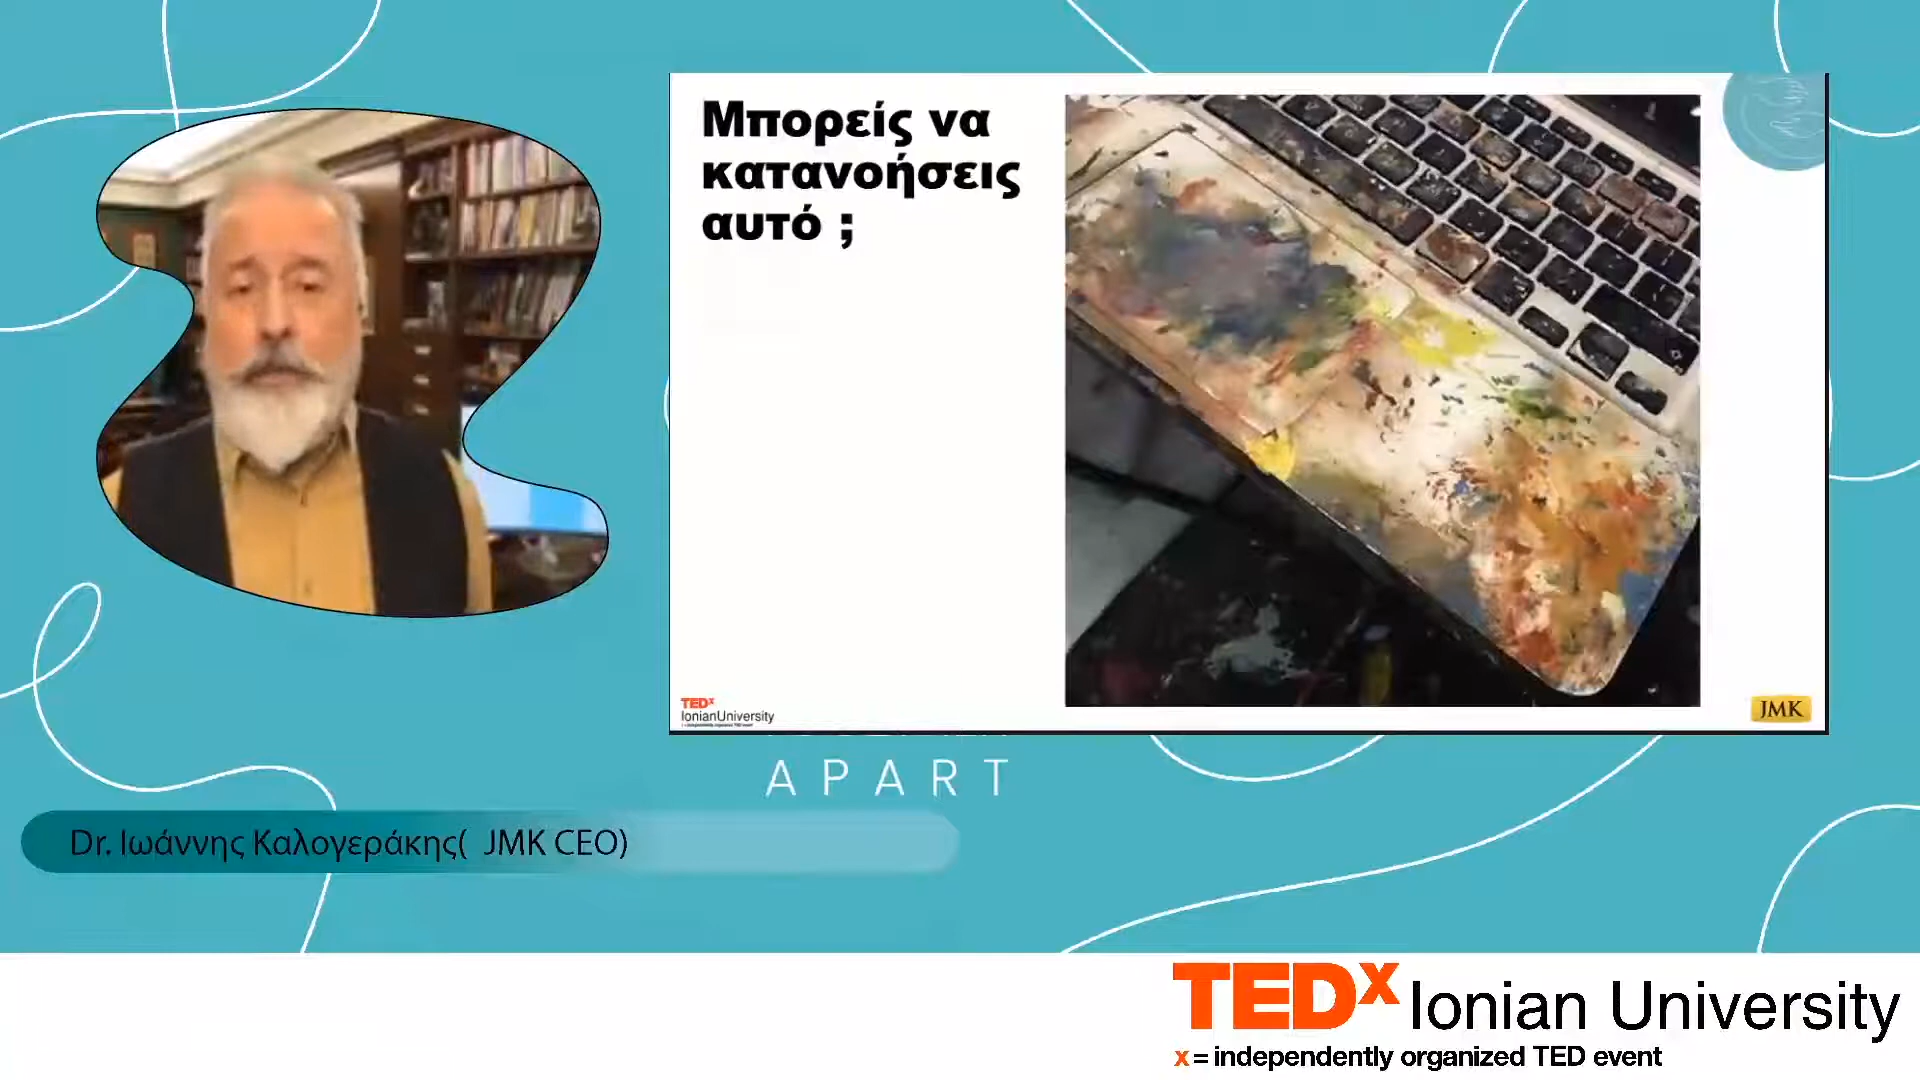 Μπορείς να
κατανοήσεις
αυτό ;
TEDx
IonianUniversity
JMK
APART
Dr. Ιωάννης Καλογεράκης( JMK CEO)
TEDx Ionian University
x = independently organized TED event